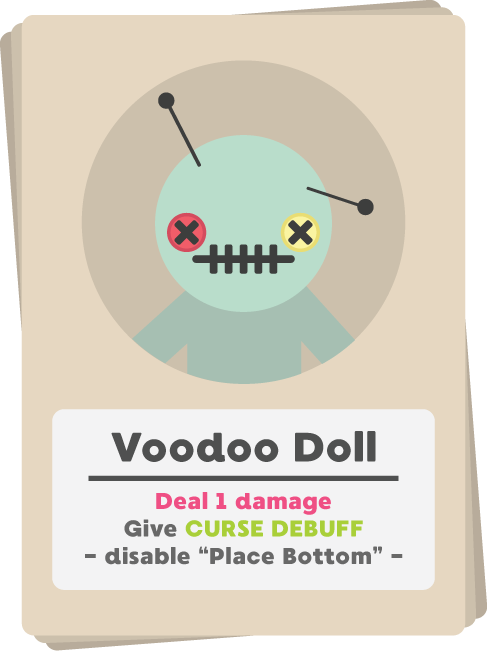 Voodoo Doll
Deal 1 damage
Give CURSE DEBUFF
- disable “Place Bottom” -